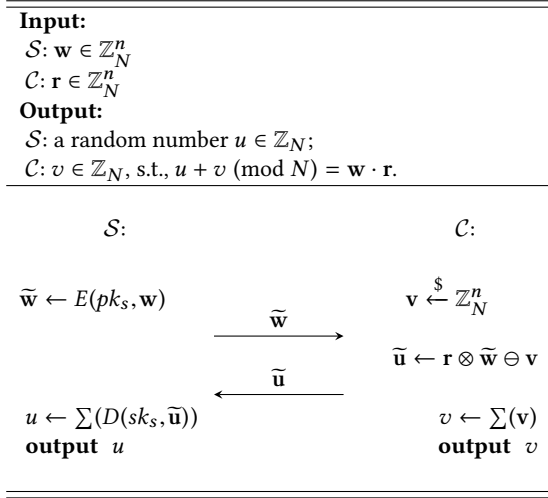 Input:
𝒮: w ∈ ℤ_N^n
𝒞: r ∈ ℤ_N^n
Output:
𝒮: a random number u ∈ ℤ_N;
𝒞: v ∈ ℤ_N, s.t., u + v (mod N) = w · r.
𝒮: 𝒞:
w̃ ← E(pk_s, w) v ←$ ℤ_N^n
w̃
ũ ← r ⊗ w̃ ⊖ v
ũ
u ← ∑(D(sk_s, ũ)) v ← ∑(v)
output u output v